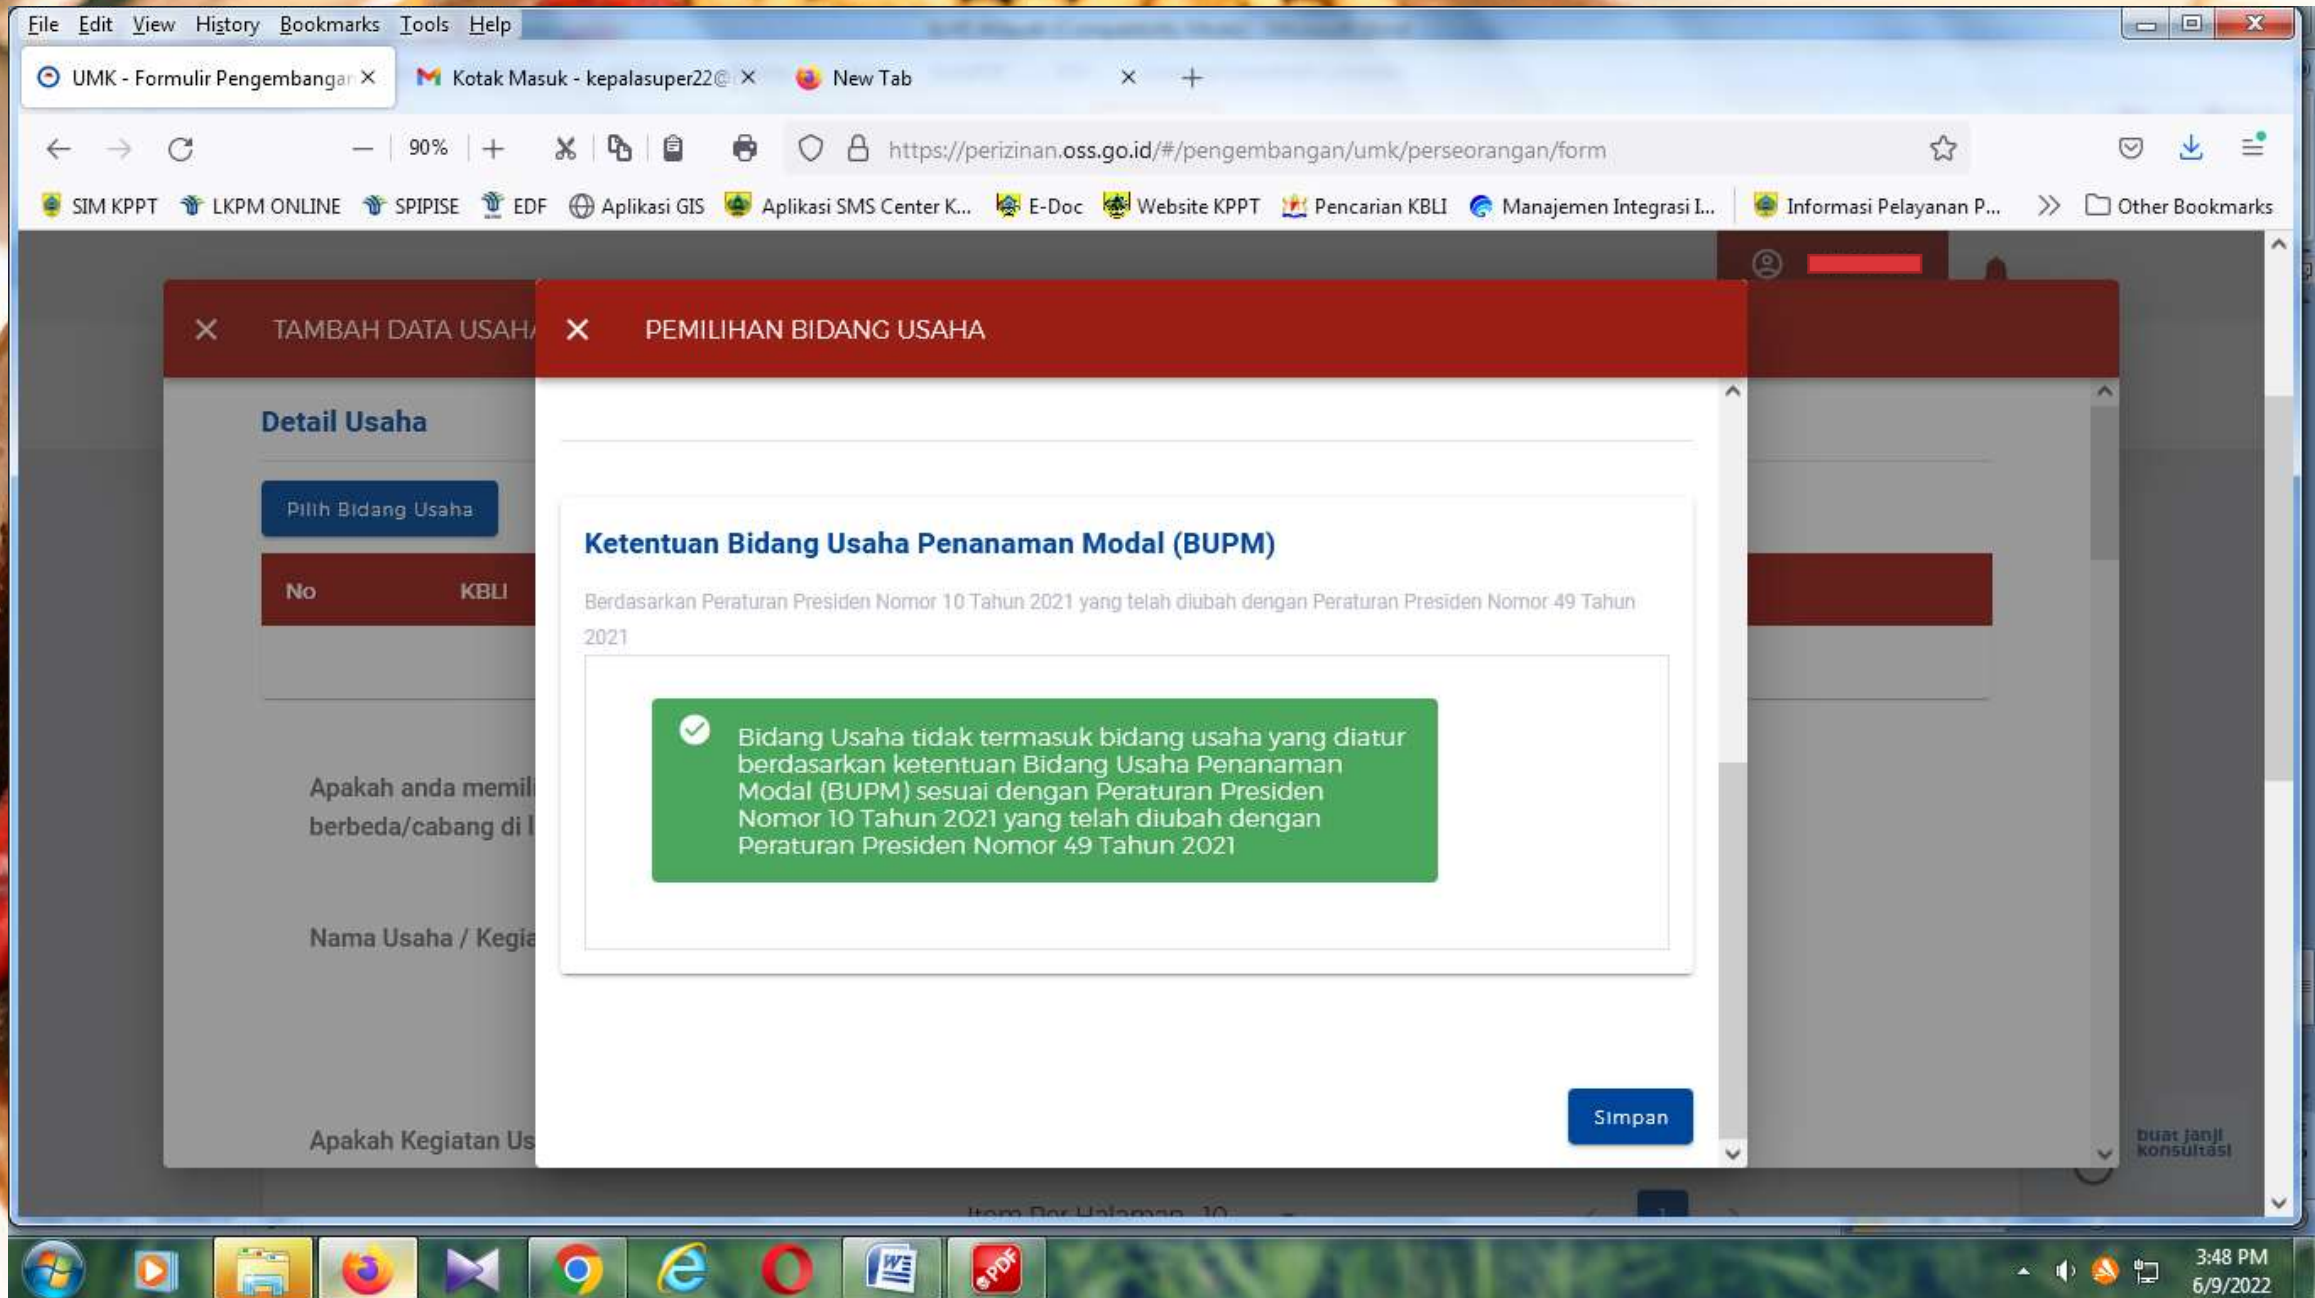 File Edit View History Bookmarks Tools Help
UMK - Formulir Pengembangan
Kotak Masuk - kepalasuper22@
New Tab
90%
https://perizinan.oss.go.id/#/pengembangan/umk/perseorangan/form
SIM KPPT LKPM ONLINE SPIPISE EDF Aplikasi GIS Aplikasi SMS Center K... E-Doc Website KPPT Pencarian KBLI Manajemen Integrasi I... Informasi Pelayanan P... Other Bookmarks
TAMBAH DATA USAHA
PEMILIHAN BIDANG USAHA
Detail Usaha
Pilih Bidang Usaha
No KBLI
Ketentuan Bidang Usaha Penanaman Modal (BUPM)
Berdasarkan Peraturan Presiden Nomor 10 Tahun 2021 yang telah diubah dengan Peraturan Presiden Nomor 49 Tahun
2021
Bidang Usaha tidak termasuk bidang usaha yang diatur
berdasarkan ketentuan Bidang Usaha Penanaman
Modal (BUPM) sesuai dengan Peraturan Presiden
Nomor 10 Tahun 2021 yang telah diubah dengan
Peraturan Presiden Nomor 49 Tahun 2021
Apakah anda memili
berbeda/cabang di l
Nama Usaha / Kegia
Apakah Kegiatan Us
Simpan
buat janji
konsultasi
Item Per Halaman 10
1
PDF
3:48 PM
6/9/2022